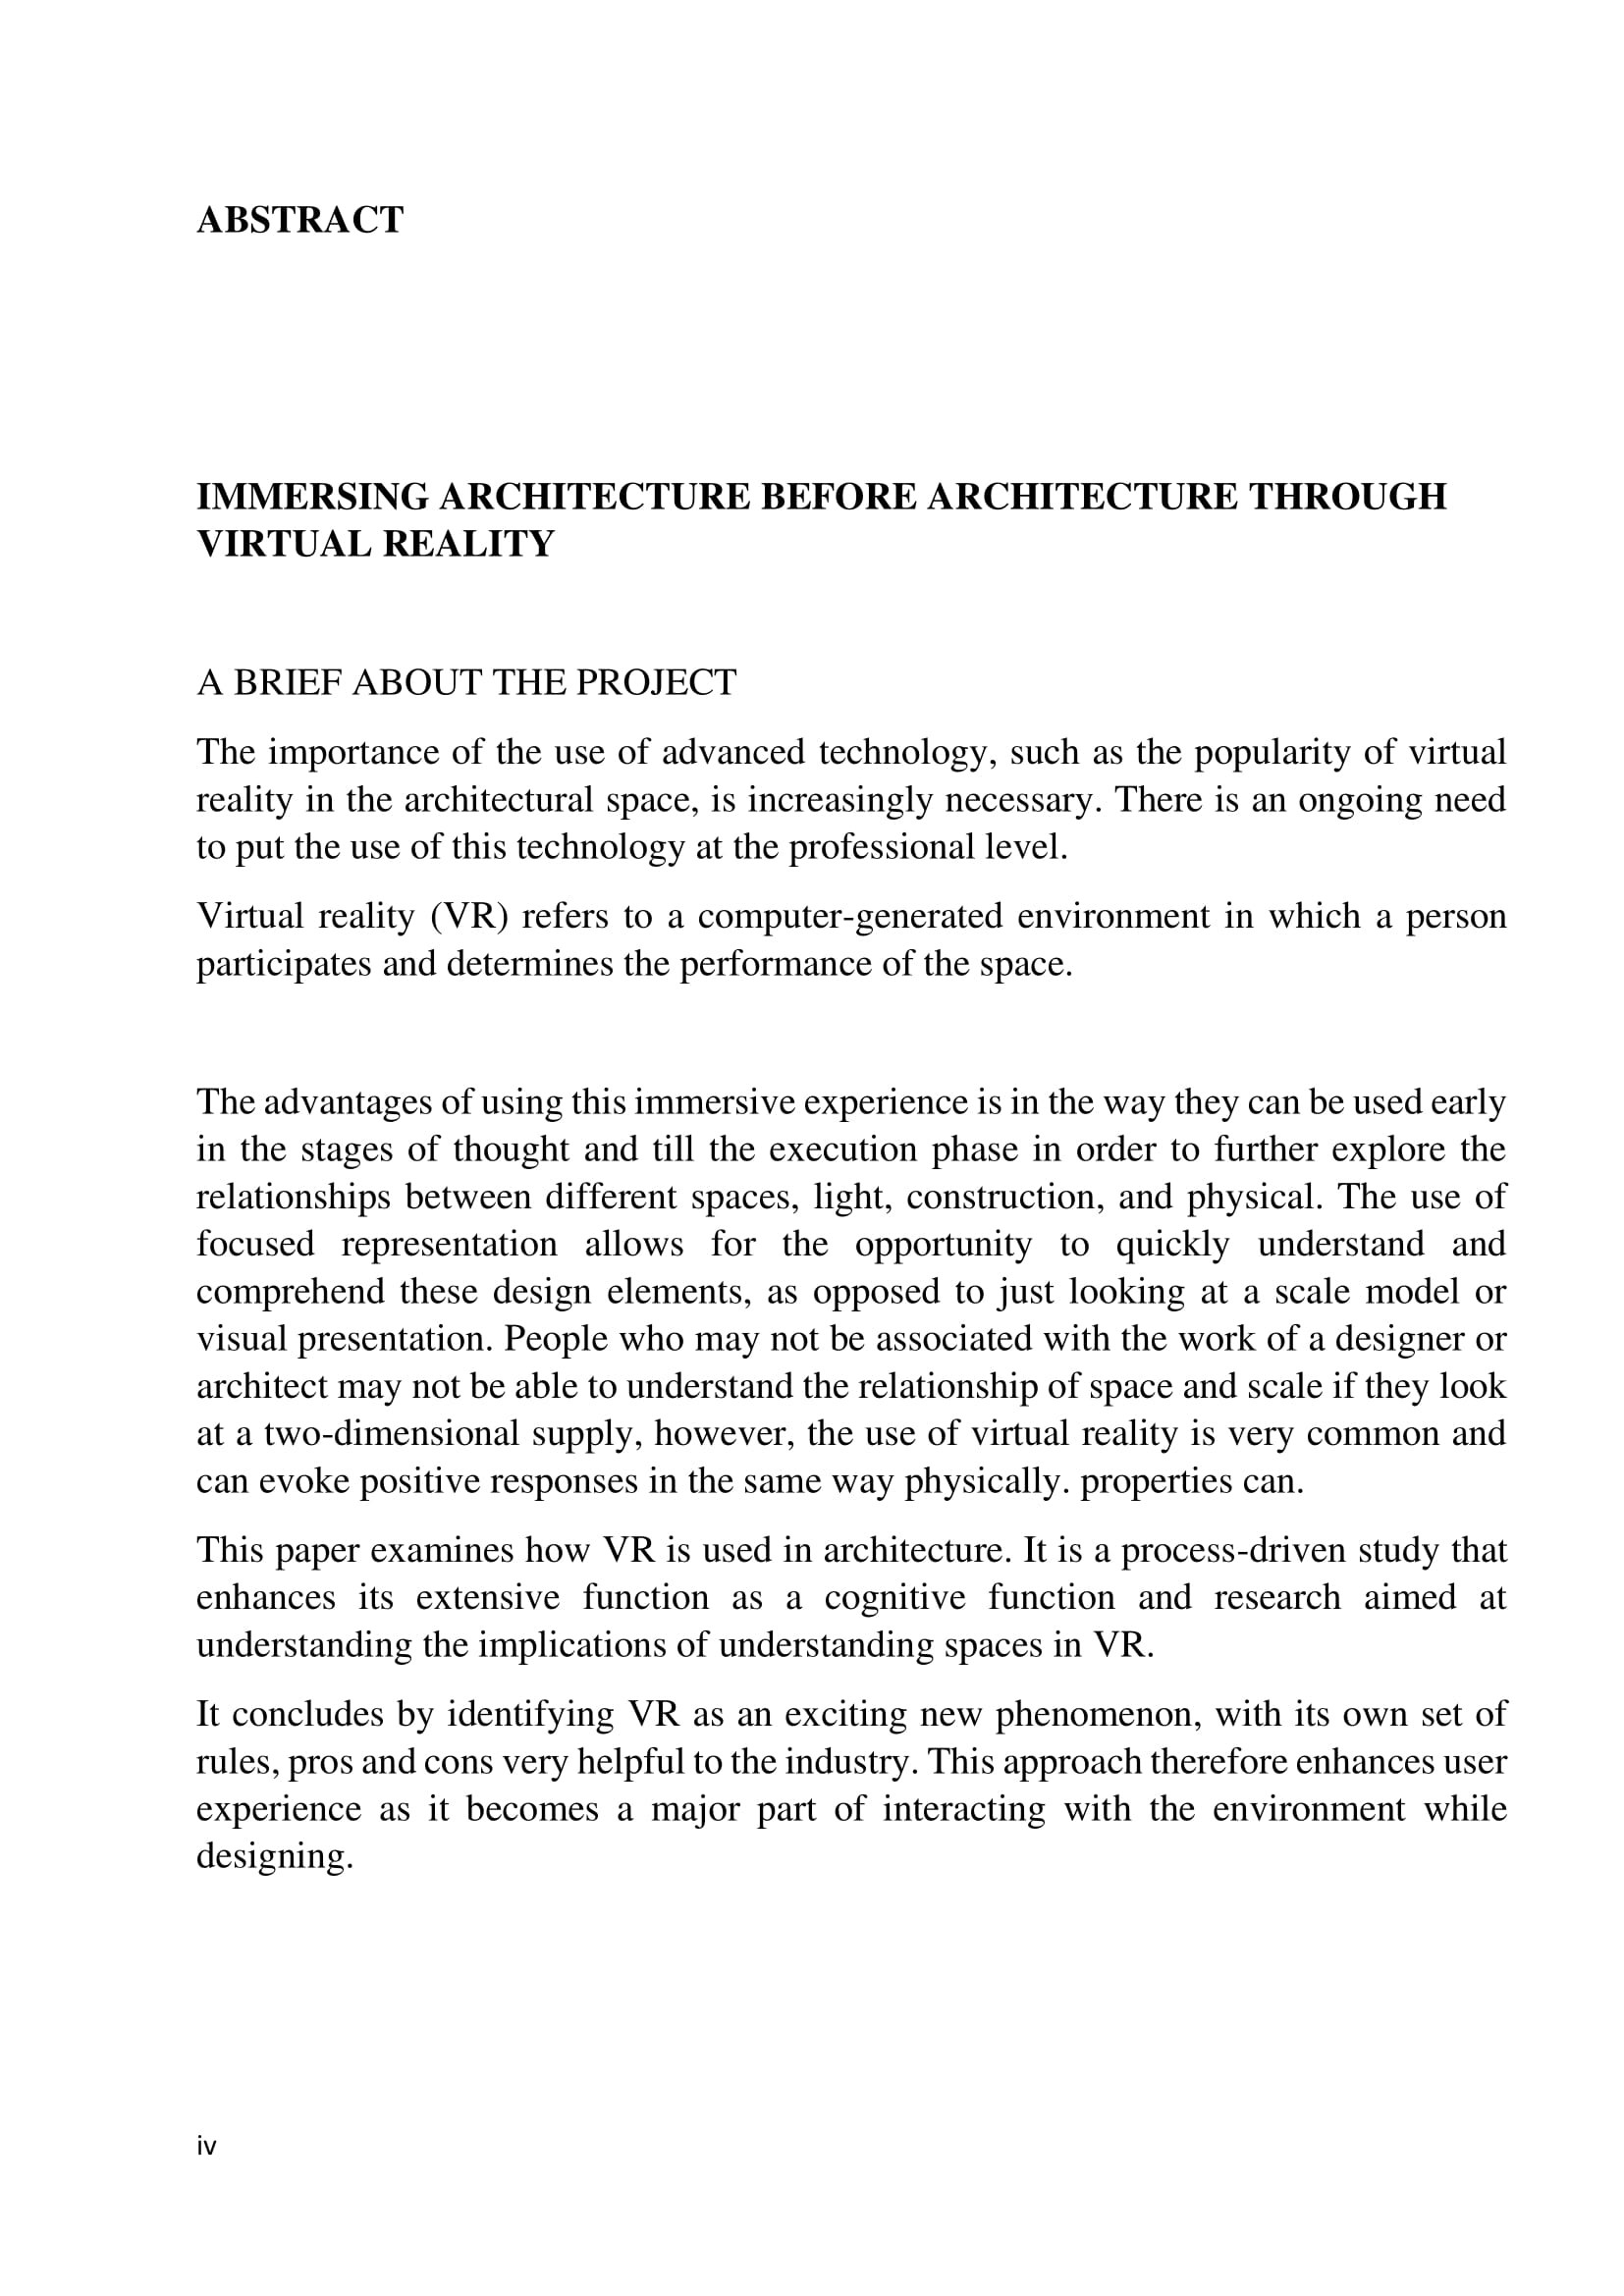 ABSTRACT
IMMERSING ARCHITECTURE BEFORE ARCHITECTURE THROUGH
VIRTUAL REALITY
A BRIEF ABOUT THE PROJECT
The importance of the use of advanced technology, such as the popularity of virtual
reality in the architectural space, is increasingly necessary. There is an ongoing need
to put the use of this technology at the professional level.
Virtual reality (VR) refers to a computer-generated environment in which a person
participates and determines the performance of the space.
The advantages of using this immersive experience is in the way they can be used early
in the stages of thought and till the execution phase in order to further explore the
relationships between different spaces, light, construction, and physical. The use of
focused representation allows for the opportunity to quickly understand and
comprehend these design elements, as opposed to just looking at a scale model or
visual presentation. People who may not be associated with the work of a designer or
architect may not be able to understand the relationship of space and scale if they look
at a two-dimensional supply, however, the use of virtual reality is very common and
can evoke positive responses in the same way physically. properties can.
This paper examines how VR is used in architecture. It is a process-driven study that
enhances its extensive function as a cognitive function and research aimed at
understanding the implications of understanding spaces in VR.
It concludes by identifying VR as an exciting new phenomenon, with its own set of
rules, pros and cons very helpful to the industry. This approach therefore enhances user
experience as it becomes a major part of interacting with the environment while
designing.
iv